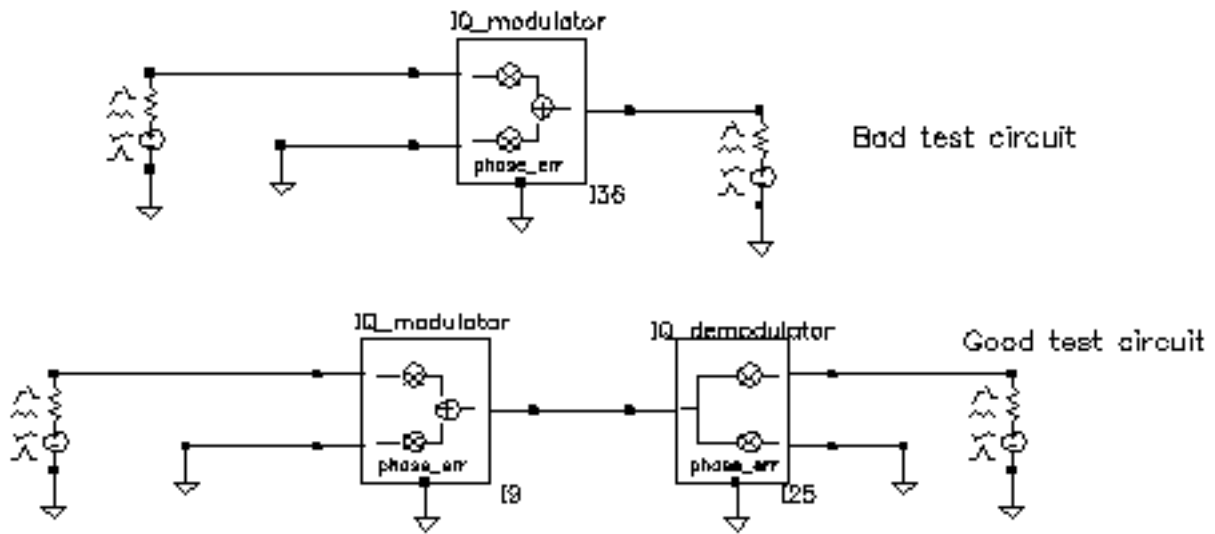 IQ_modulator
phase_err
I36
Bad test circuit
IQ_modulator
phase_err
I9
IQ_demodulator
phase_err
I25
Good test circuit